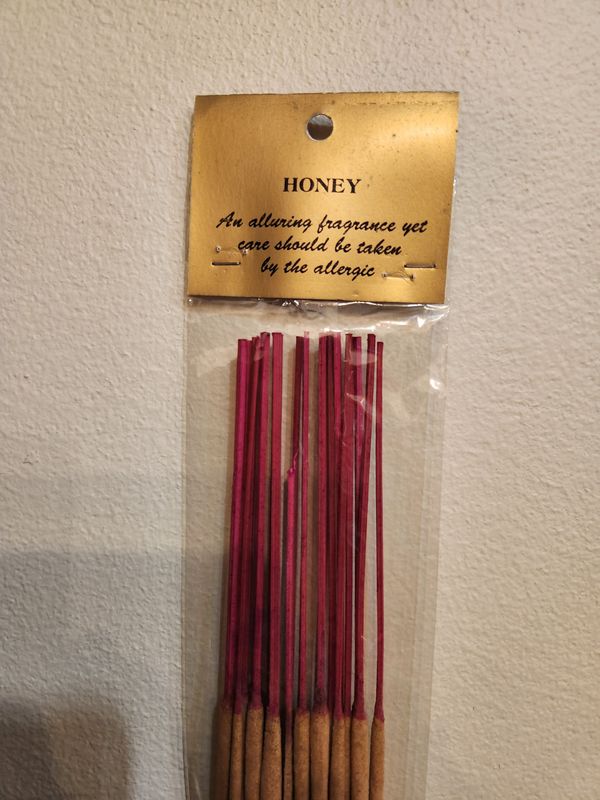 HONEY
An alluring fragrance yet
care should be taken
by the allergic